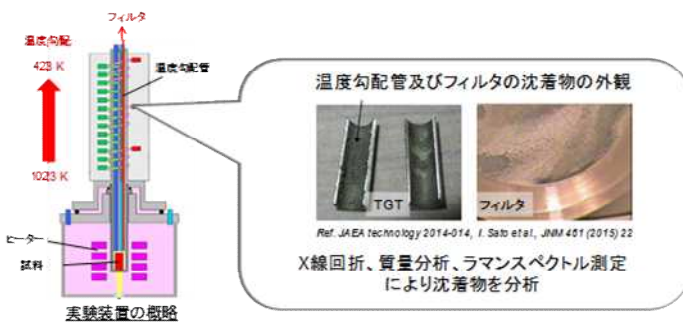 フィルタ
温度勾配
423 K
温度勾配管
1023 K
ヒーター
試料
実験装置の概略
温度勾配管及びフィルタの沈着物の外観
TGT
フィルタ
Ref. JAEA technology 2014-014, I. Sato et al., JNM 461 (2015) 22
X線回折、質量分析、ラマンスペクトル測定
により沈着物を分析